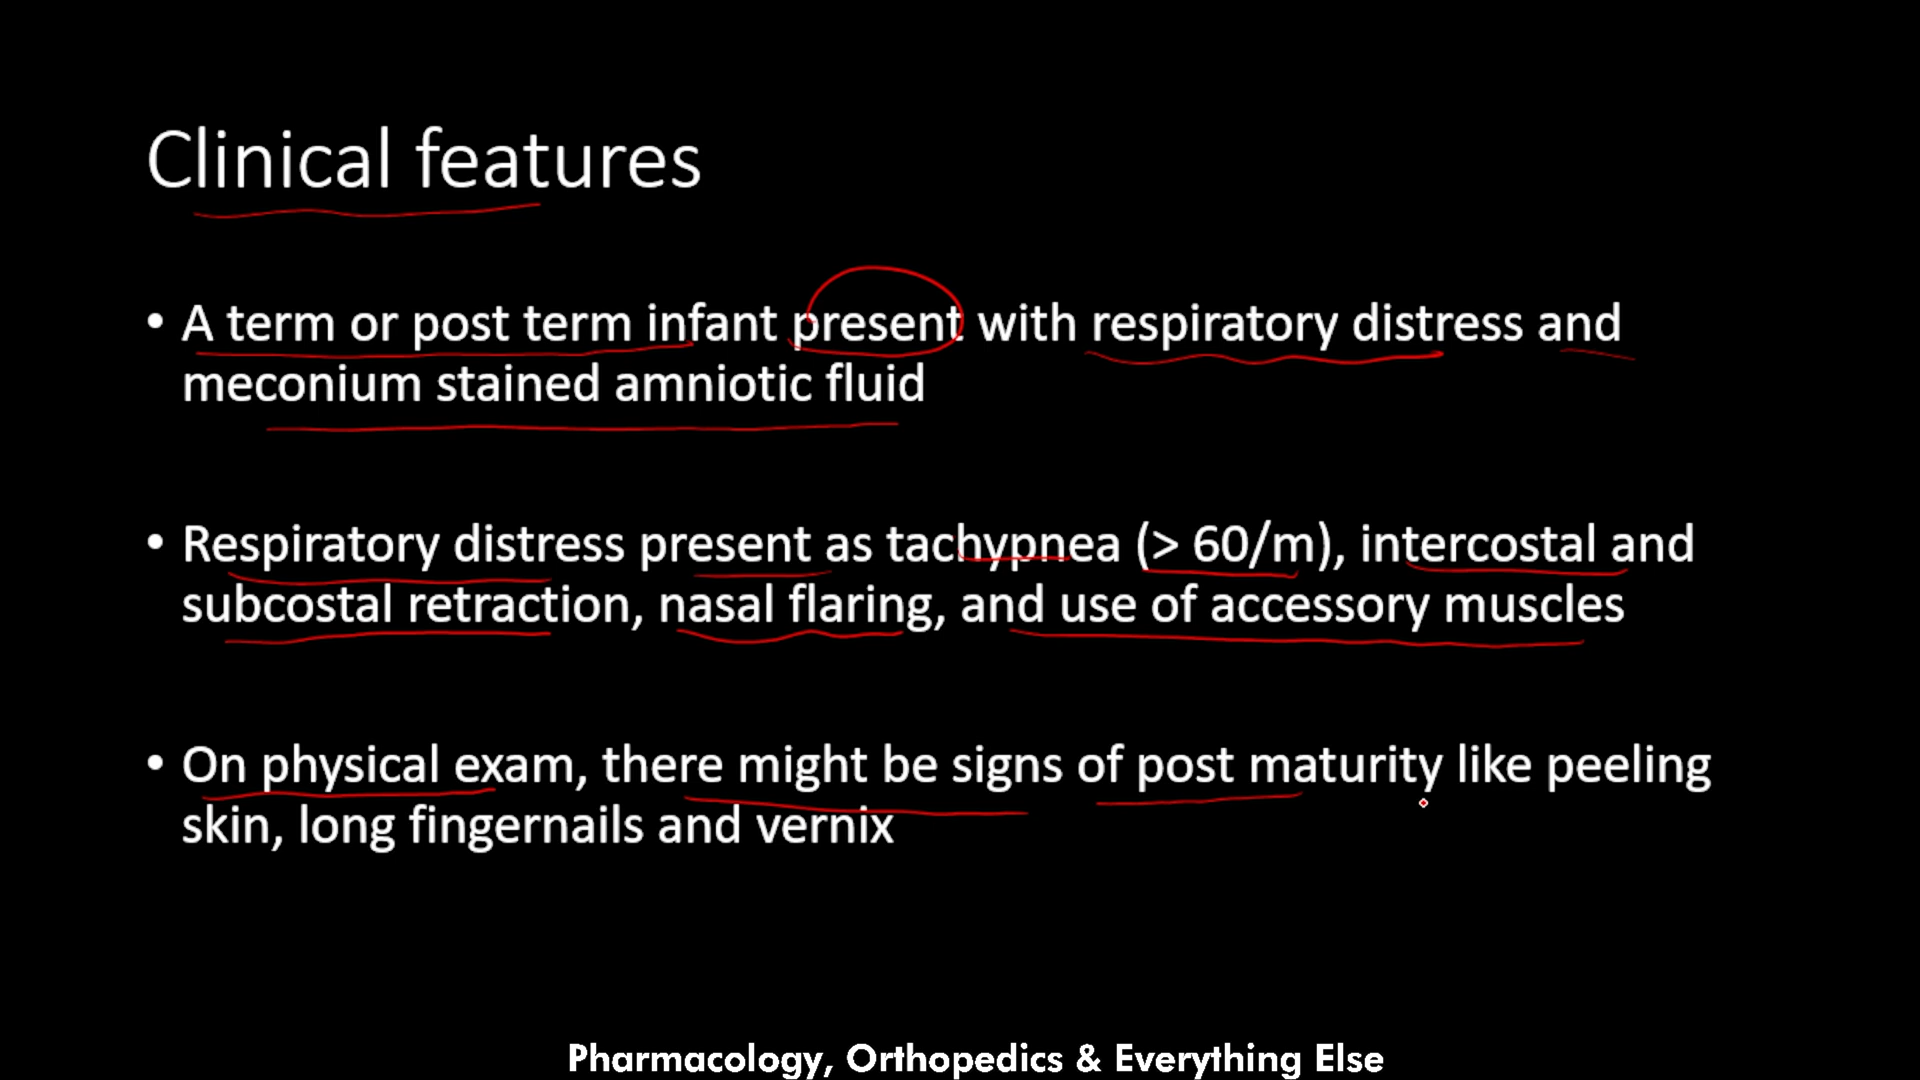 Clinical features
• A term or post term infant present with respiratory distress and
meconium stained amniotic fluid
• Respiratory distress present as tachypnea (> 60/m), intercostal and
subcostal retraction, nasal flaring, and use of accessory muscles
• On physical exam, there might be signs of post maturity like peeling
skin, long fingernails and vernix
Pharmacology, Orthopedics & Everything Else